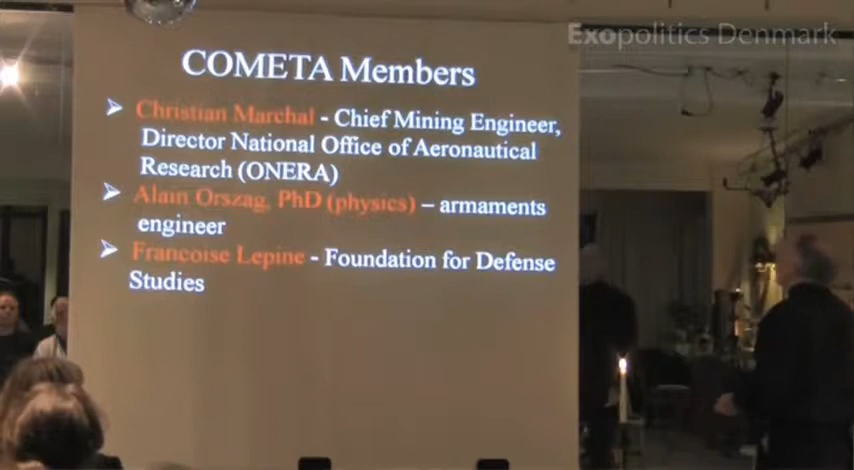 Exopolitics Denmark
COMETA Members
➢ Christian Marchal - Chief Mining Engineer,
Director National Office of Aeronautical
Research (ONERA)
➢ Alain Orszag, PhD (physics) – armaments
engineer
➢ Francoise Lepine - Foundation for Defense
Studies